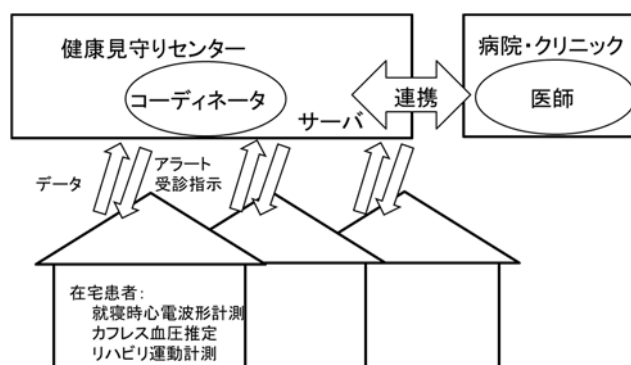 健康見守りセンター
コーディネータ
サーバ
連携
病院・クリニック
医師
データ
アラート
受診指示
在宅患者:
就寝時心電波形計測
カフレス血圧推定
リハビリ運動計測